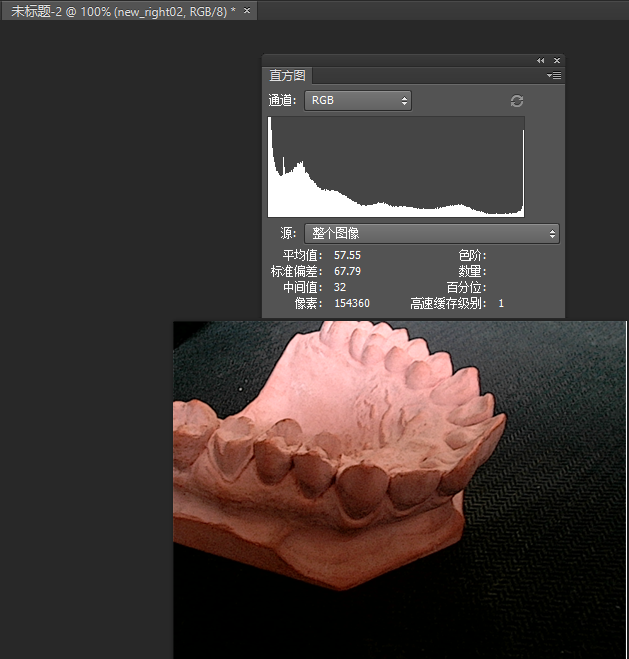 未标题-2 @ 100% (new_right02, RGB/8) * ×
直方图
通道: RGB
源: 整个图像
平均值: 57.55 色阶:
标准偏差: 67.79 数量:
中间值: 32 百分位:
像素: 154360 高速缓存级别: 1